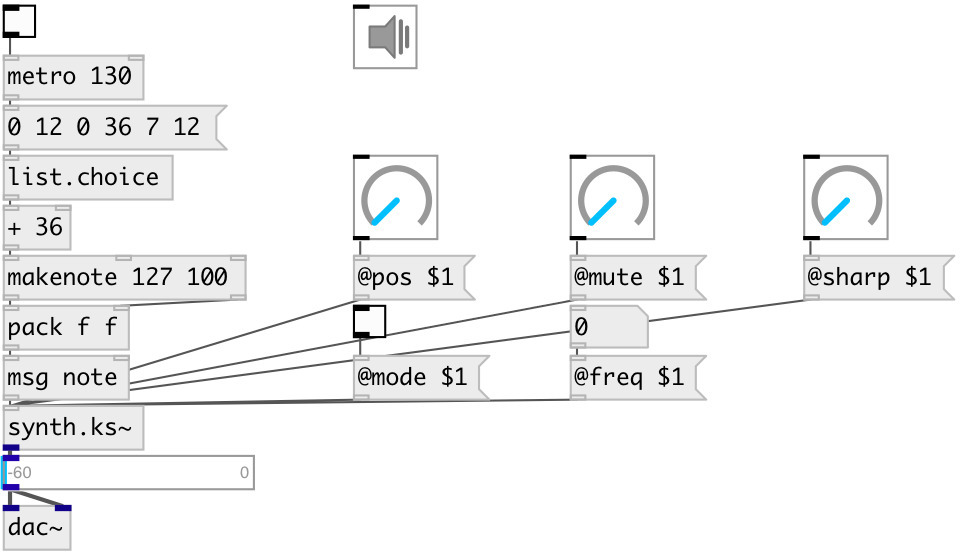 metro 130
0 12 0 36 7 12
list.choice
+ 36
makenote 127 100
@pos $1
@mute $1
@sharp $1
pack f f
0
msg note
@mode $1
@freq $1
synth.ks~
-60 0
dac~